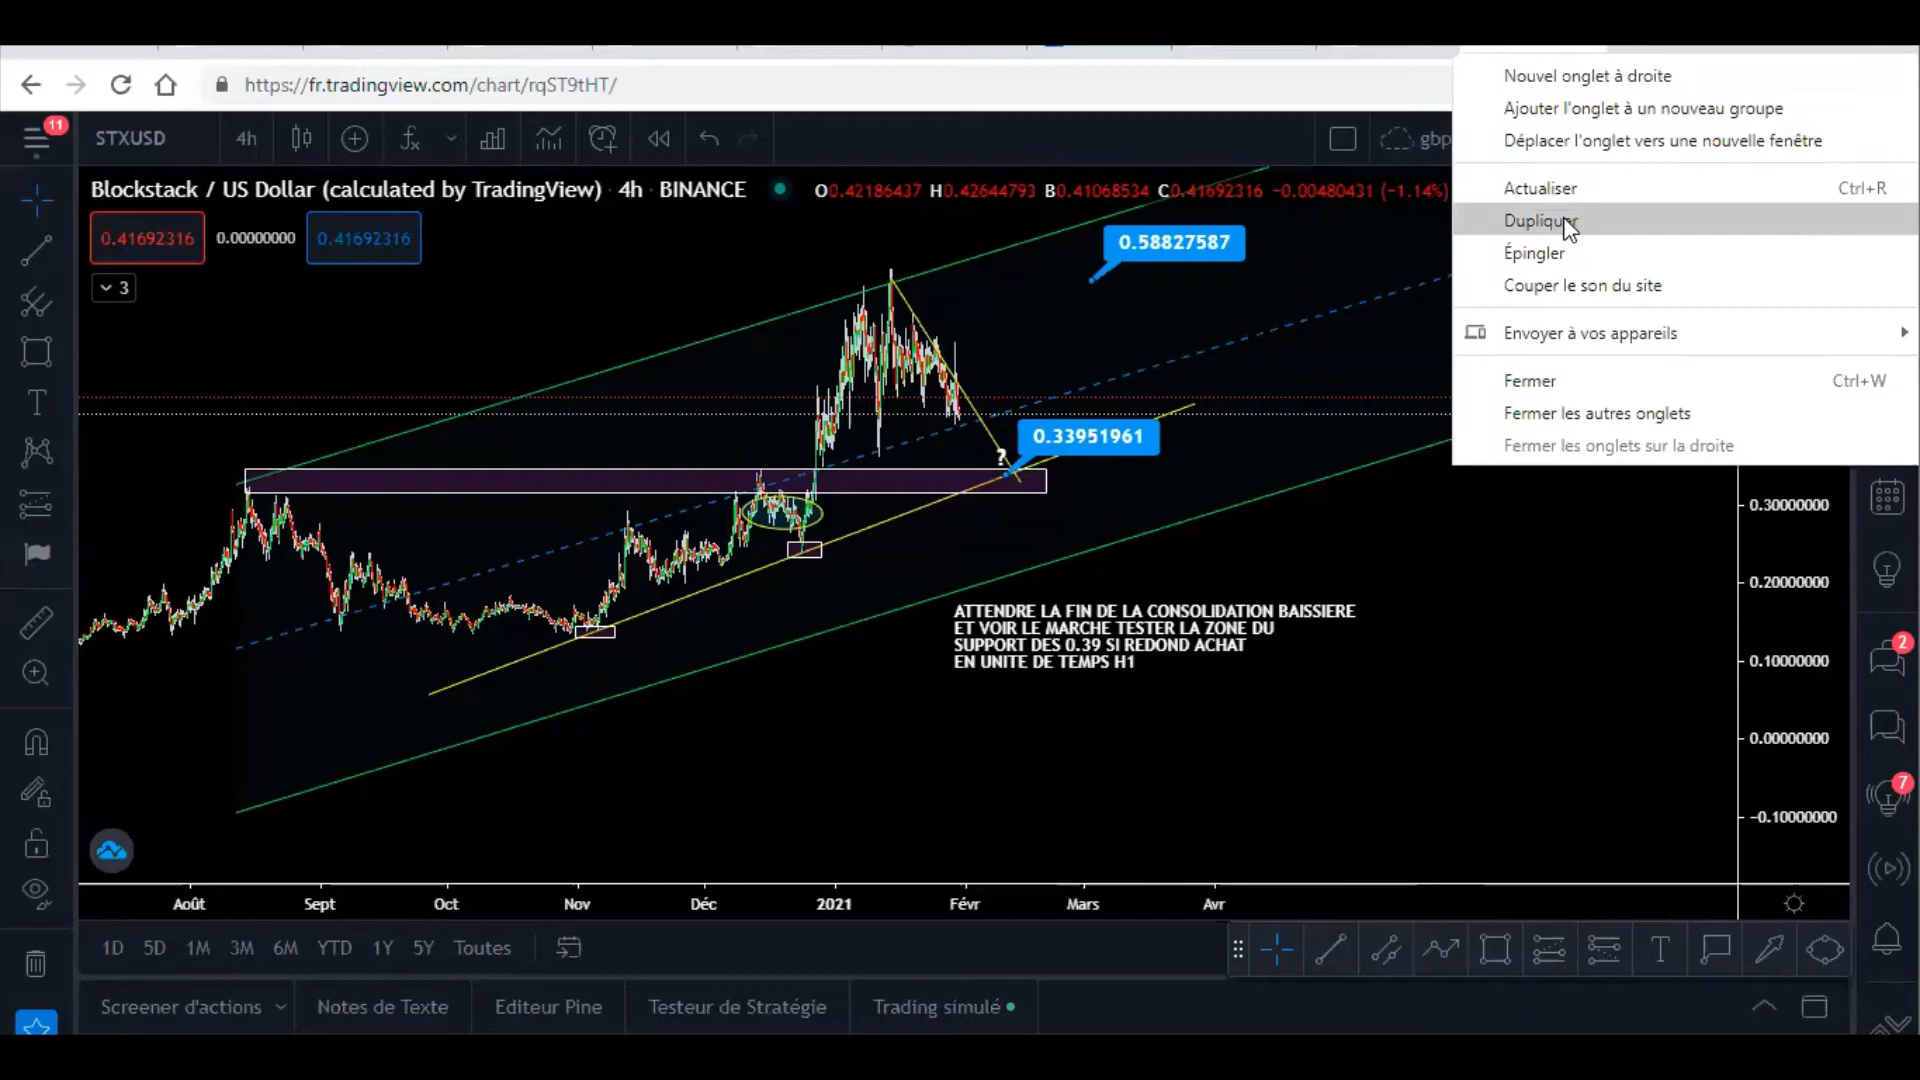 https://fr.tradingview.com/chart/rqST9tHT/
Nouvel onglet à droite
Ajouter l'onglet à un nouveau groupe
Déplacer l'onglet vers une nouvelle fenêtre
Actualiser Ctrl+R
Dupliquer
Épingler
Couper le son du site
Envoyer à vos appareils
Fermer Ctrl+W
Fermer les autres onglets
Fermer les onglets sur la droite
11
STXUSD 4h gbp
Blockstack / US Dollar (calculated by TradingView) · 4h · BINANCE O0.42186437 H0.42644793 B0.41068534 C0.41692316 −0.00480431 (−1.14%)
0.41692316 0.00000000 0.41692316
3
0.58827587
0.33951961
?
ATTENDRE LA FIN DE LA CONSOLIDATION BAISSIERE
ET VOIR LE MARCHE TESTER LA ZONE DU
SUPPORT DES 0.39 SI REDOND ACHAT
EN UNITE DE TEMPS H1
0.30000000
0.20000000
0.10000000
0.00000000
−0.10000000
2
7
Août Sept Oct Nov Déc 2021 Févr Mars Avr
1D 5D 1M 3M 6M YTD 1Y 5Y Toutes
Screener d'actions Notes de Texte Editeur Pine Testeur de Stratégie Trading simulé